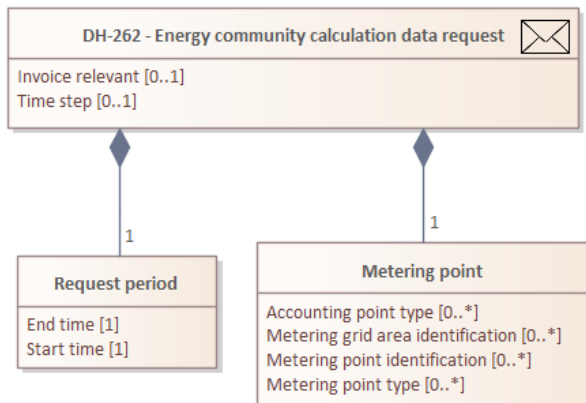 DH-262 - Energy community calculation data request
Invoice relevant [0..1]
Time step [0..1]
1
1
Request period
End time [1]
Start time [1]
Metering point
Accounting point type [0..*]
Metering grid area identification [0..*]
Metering point identification [0..*]
Metering point type [0..*]